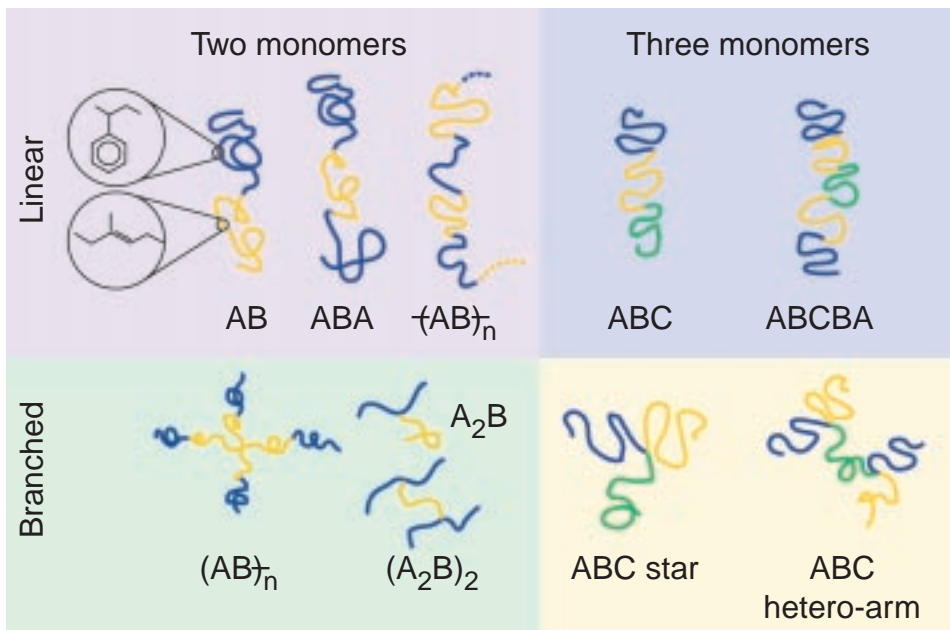 Two monomers
Three monomers
Linear
AB
ABA
(AB)n
ABC
ABCBA
Branched
A2B
(AB)n
(A2B)2
ABC star
ABC
hetero-arm